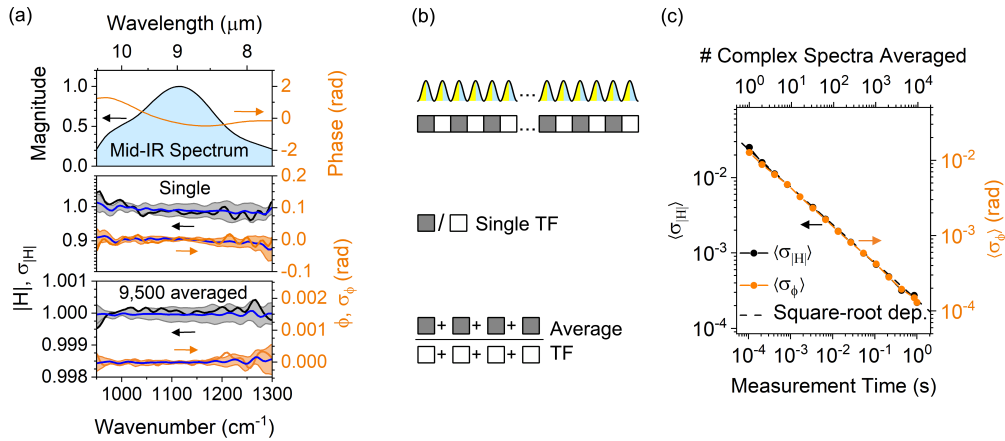 (a)
Wavelength (μm)
10 9 8
Magnitude
1.0
0.5
0.0
Mid-IR Spectrum
2
0
-2
Phase (rad)
Single
1.0
0.9
0.2
0.1
0.0
-0.1
|H|, σ|H|
ϕ, σϕ (rad)
9,500 averaged
1.001
1.000
0.999
0.998
0.002
0.001
0.000
1000 1100 1200 1300
Wavenumber (cm⁻¹)
(b)
... 
...
/ Single TF
+ + + Average
+ + + TF
(c)
# Complex Spectra Averaged
10⁰ 10¹ 10² 10³ 10⁴
10⁻²
10⁻³
10⁻⁴
⟨σ|H|⟩
10⁻²
10⁻³
10⁻⁴
⟨σϕ⟩ (rad)
⟨σ|H|⟩
⟨σϕ⟩
Square-root dep.
10⁻⁴ 10⁻³ 10⁻² 10⁻¹ 10⁰
Measurement Time (s)